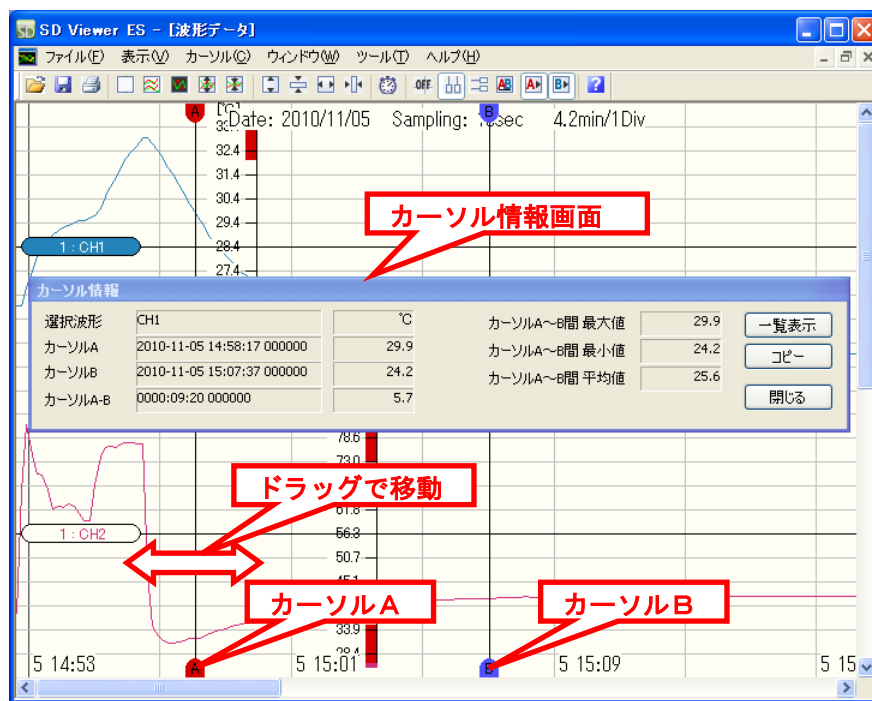 SD Viewer ES - [波形データ]
ファイル(F) 表示(V) カーソル(C) ウィンドウ(W) ツール(T) ヘルプ(H)
OFF AB A B
A B
[℃]
Date: 2010/11/05 Sampling: sec 4.2min/1Div
32.4
31.4
30.4
29.4
カーソル情報画面
1 : CH1
28.4
27.4
カーソル情報
選択波形 CH1 ℃ カーソルA~B間 最大値 29.9 一覧表示
カーソルA 2010-11-05 14:58:17 000000 29.9 カーソルA~B間 最小値 24.2 コピー
カーソルB 2010-11-05 15:07:37 000000 24.2 カーソルA~B間 平均値 25.6
カーソルA-B 0000:09:20 000000 5.7 閉じる
78.6
73.0
ドラッグで移動
61.8
1 : CH2
56.3
50.7
45.1
カーソルA カーソルB
33.9
28.4
5 14:53 A 5 15:01 B 5 15:09 5 15